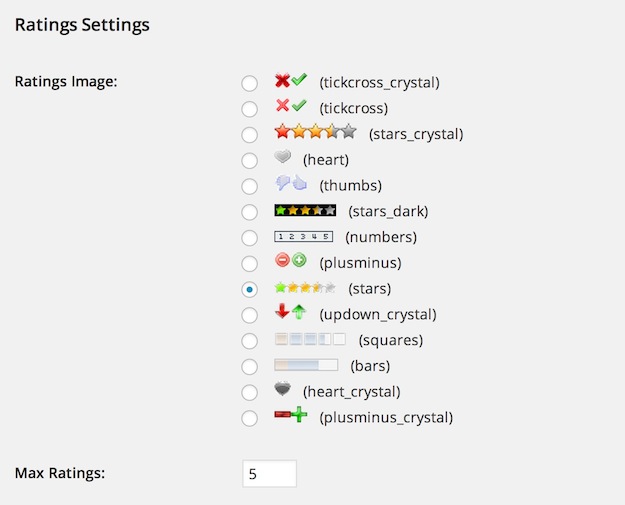 Ratings Settings
Ratings Image:
(tickcross_crystal)
(tickcross)
(stars_crystal)
(heart)
(thumbs)
(stars_dark)
1 2 3 4 5 (numbers)
(plusminus)
(stars)
(updown_crystal)
(squares)
(bars)
(heart_crystal)
(plusminus_crystal)
Max Ratings: 5